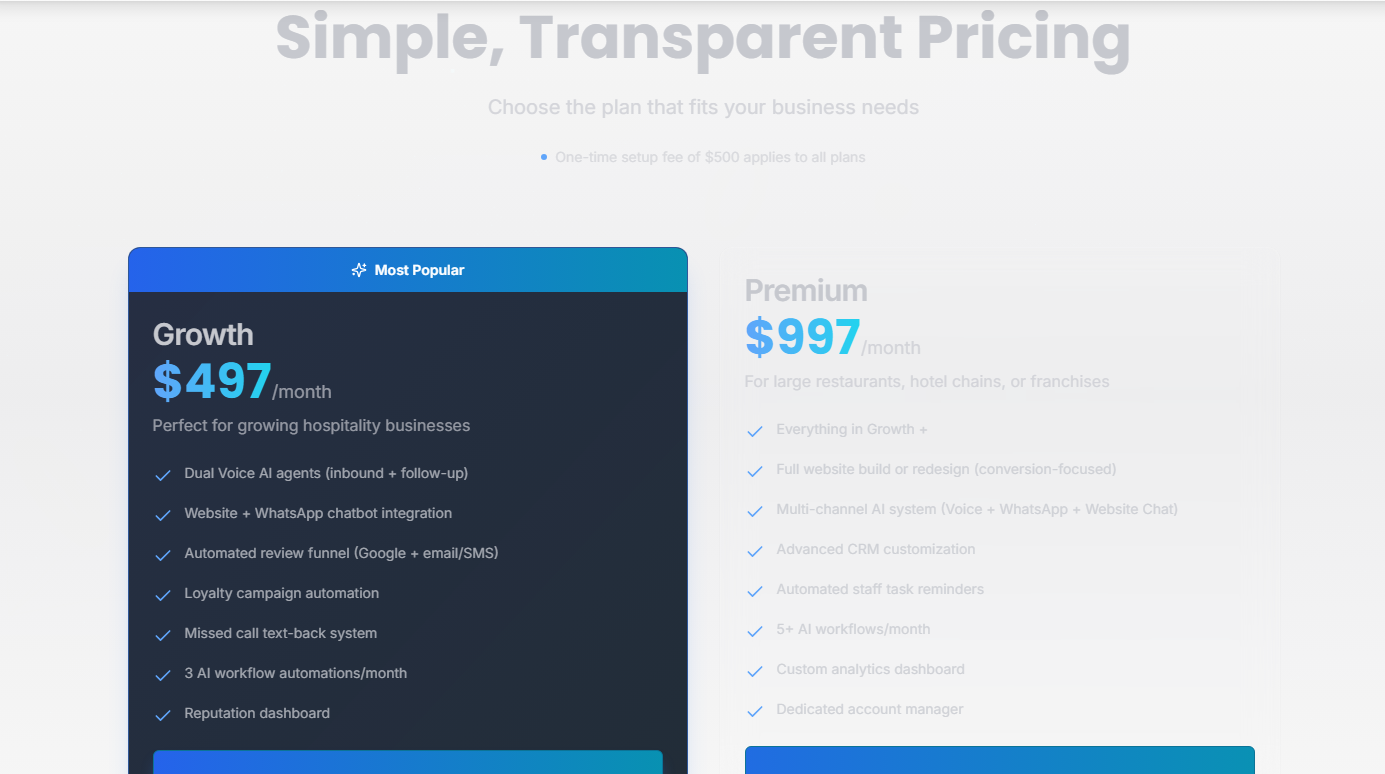 Simple, Transparent Pricing
Choose the plan that fits your business needs
One-time setup fee of $500 applies to all plans
Most Popular
Growth
$497/month
Perfect for growing hospitality businesses
Dual Voice AI agents (inbound + follow-up)
Website + WhatsApp chatbot integration
Automated review funnel (Google + email/SMS)
Loyalty campaign automation
Missed call text-back system
3 AI workflow automations/month
Reputation dashboard
Premium
$997/month
For large restaurants, hotel chains, or franchises
Everything in Growth +
Full website build or redesign (conversion-focused)
Multi-channel AI system (Voice + WhatsApp + Website Chat)
Advanced CRM customization
Automated staff task reminders
5+ AI workflows/month
Custom analytics dashboard
Dedicated account manager